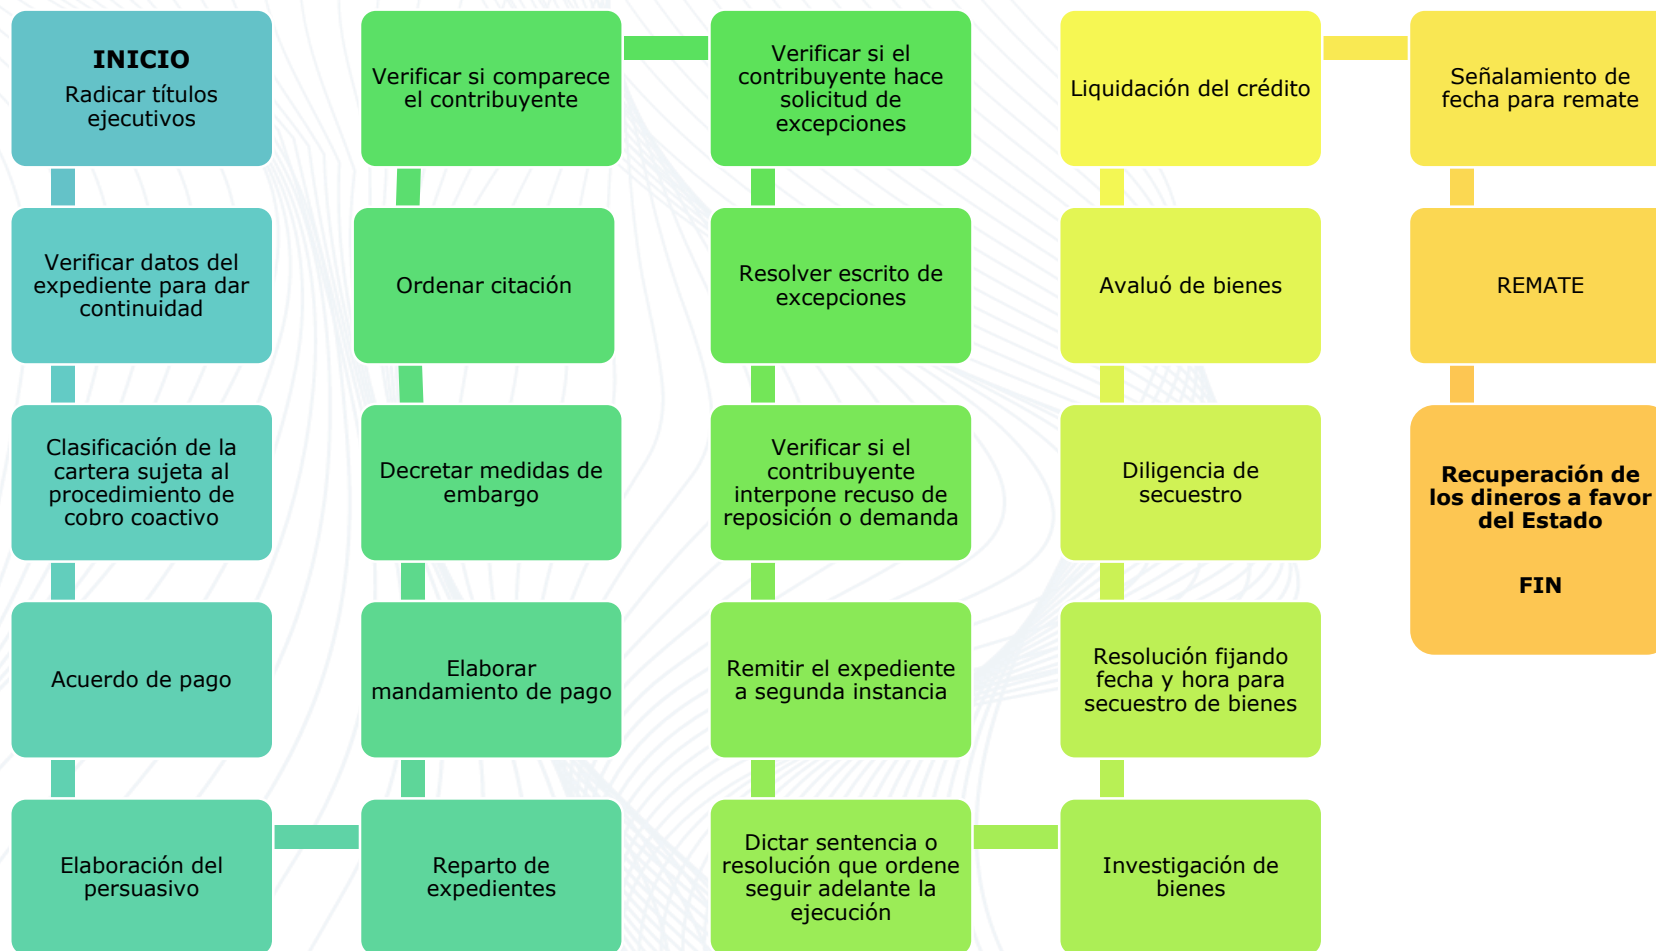 INICIO
Radicar títulos
ejecutivos
Verificar datos del
expediente para dar
continuidad
Clasificación de la
cartera sujeta al
procedimiento de
cobro coactivo
Acuerdo de pago
Elaboración del
persuasivo
Reparto de
expedientes
Elaborar
mandamiento de pago
Decretar medidas de
embargo
Ordenar citación
Verificar si comparece
el contribuyente
Verificar si el
contribuyente hace
solicitud de
excepciones
Resolver escrito de
excepciones
Verificar si el
contribuyente
interpone recuso de
reposición o demanda
Remitir el expediente
a segunda instancia
Dictar sentencia o
resolución que ordene
seguir adelante la
ejecución
Investigación de
bienes
Resolución fijando
fecha y hora para
secuestro de bienes
Diligencia de
secuestro
Avaluó de bienes
Liquidación del crédito
Señalamiento de
fecha para remate
REMATE
Recuperación de
los dineros a favor
del Estado
FIN